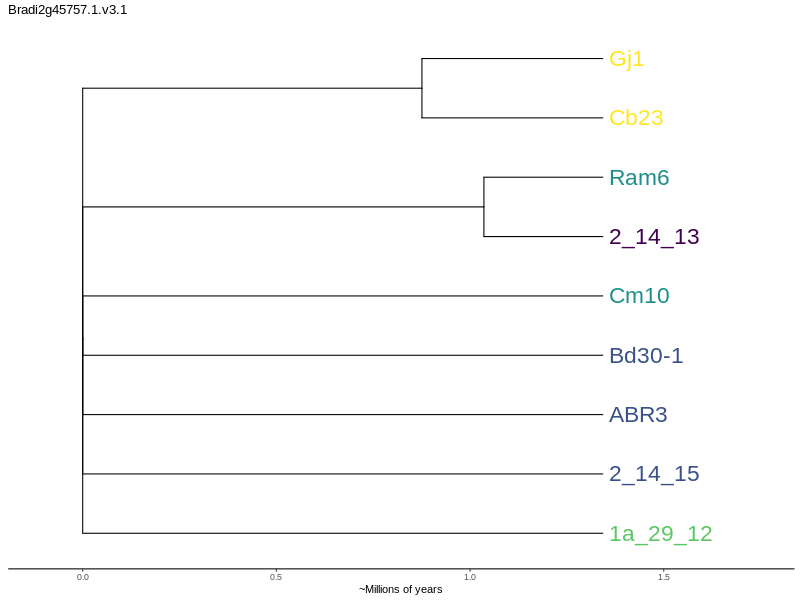 Bradi2g45757.1.v3.1
Gj1
Cb23
Ram6
2_14_13
Cm10
Bd30-1
ABR3
2_14_15
1a_29_12
0.0 0.5 1.0 1.5
~Millions of years